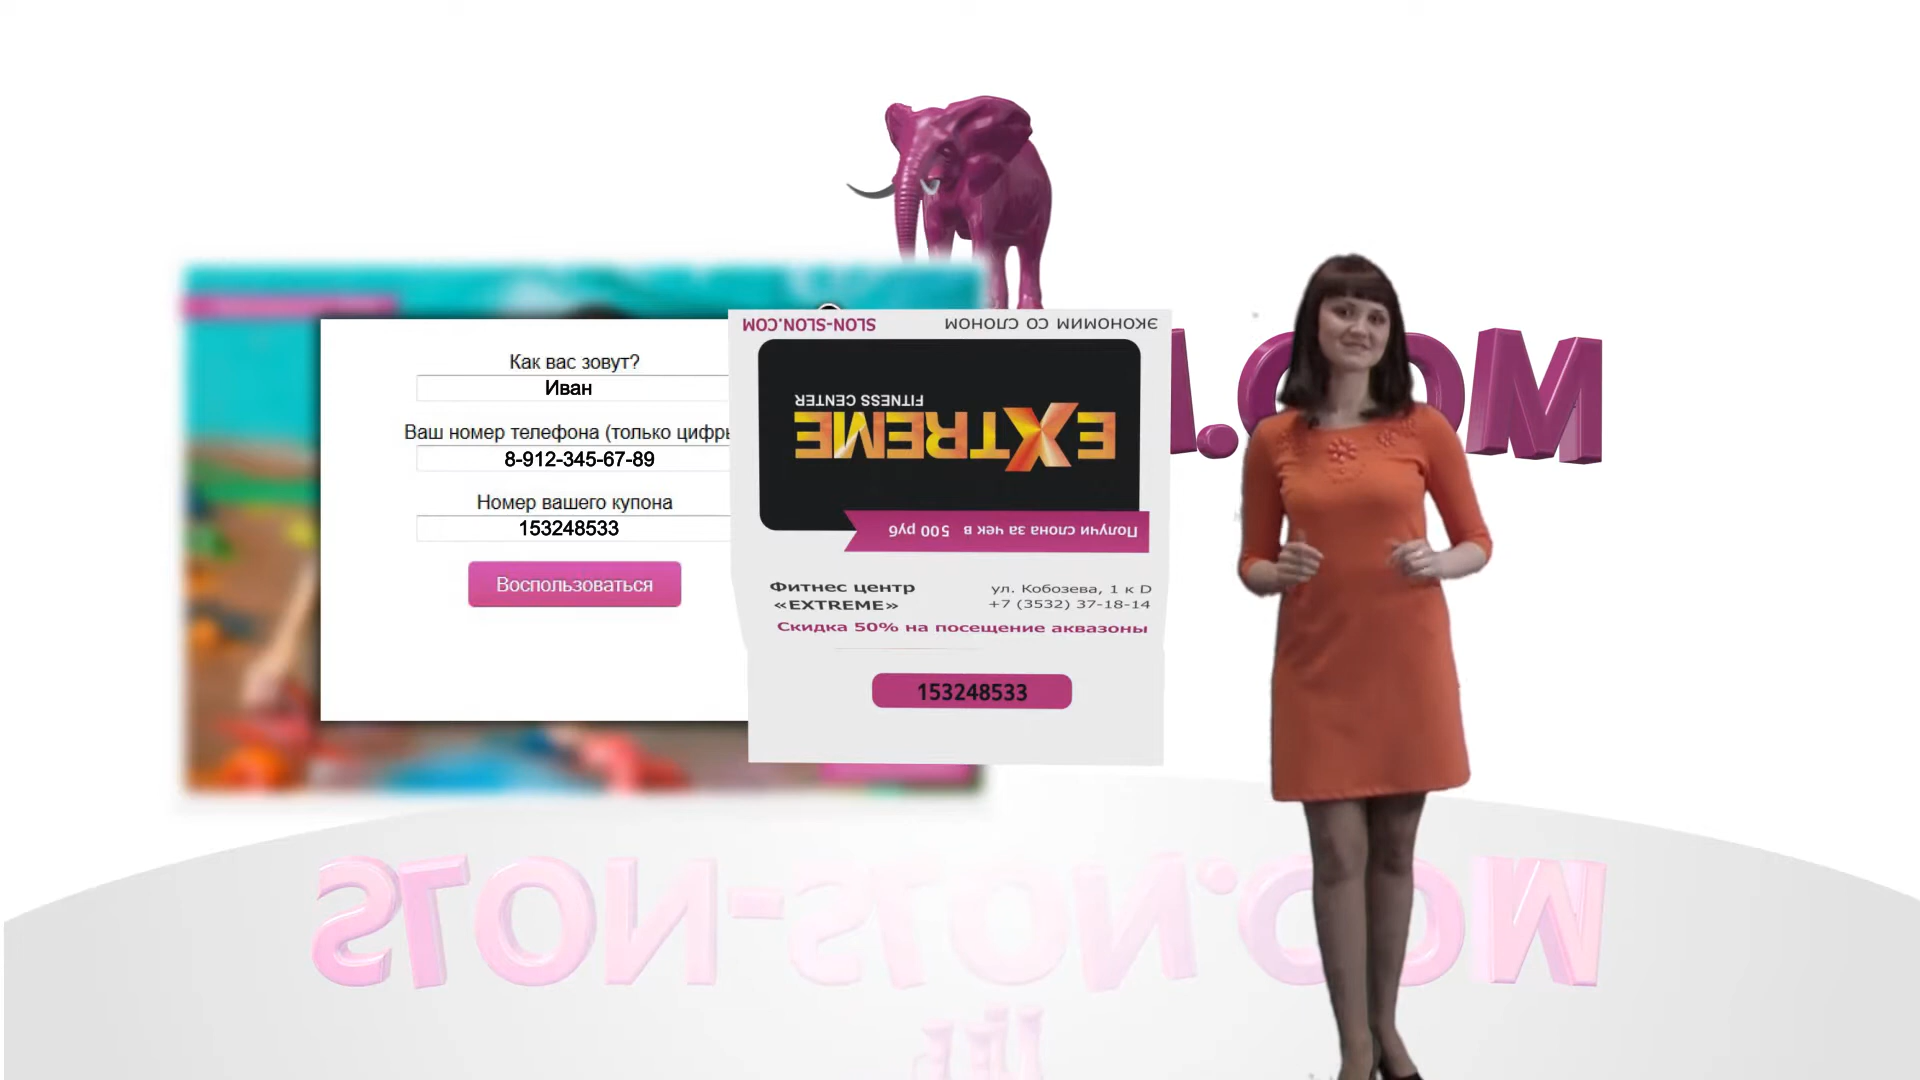 Как вас зовут?
Иван
Ваш номер телефона (только цифры
8-912-345-67-89
Номер вашего купона
153248533
Воспользоваться
SLON-SLON.COM
ЭКОНОМИМ СО СЛОНОМ
EXTREME
FITNESS CENTER
Получи слона за чек в 500 руб
Фитнес центр
«EXTREME»
ул. Кобозева, 1 к D
+7 (3532) 37-18-14
Скидка 50% на посещение аквазоны
153248533
.COM
SLON-SLON.COM